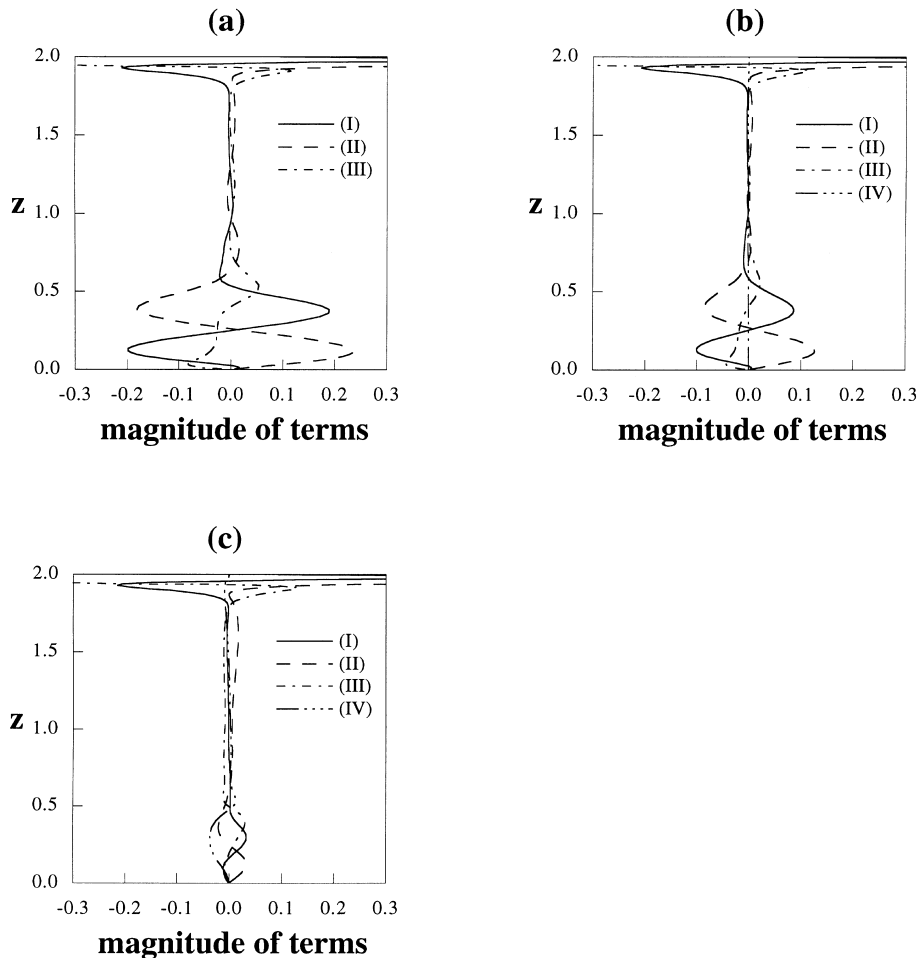 (a)
2.0
1.5
z
1.0
0.5
0.0
(I)
(II)
(III)
-0.3 -0.2 -0.1 0.0 0.1 0.2 0.3
magnitude of terms
(b)
2.0
1.5
z
1.0
0.5
0.0
(I)
(II)
(III)
(IV)
-0.3 -0.2 -0.1 0.0 0.1 0.2 0.3
magnitude of terms
(c)
2.0
1.5
z
1.0
0.5
0.0
(I)
(II)
(III)
(IV)
-0.3 -0.2 -0.1 0.0 0.1 0.2 0.3
magnitude of terms